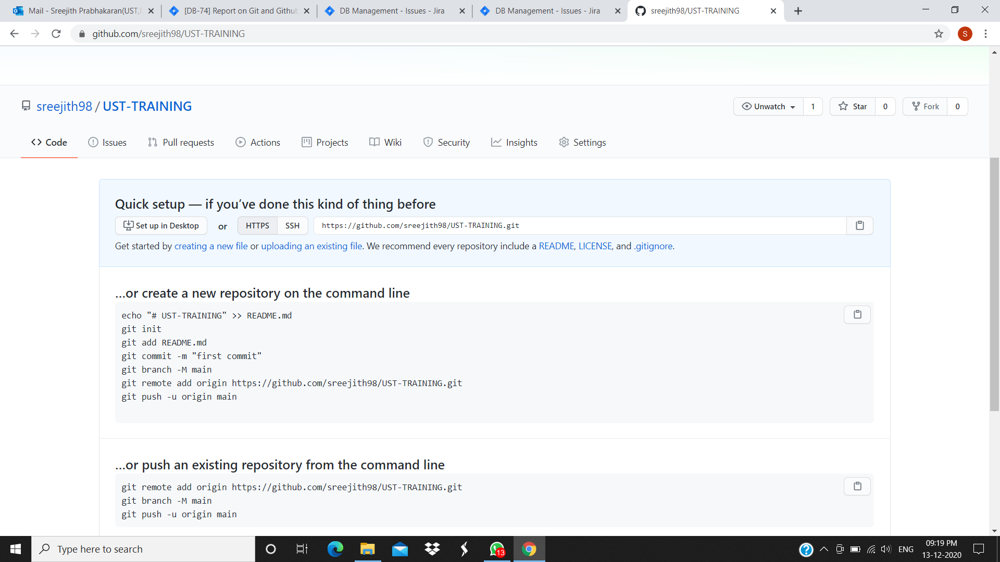 Mail - Sreejith Prabhakaran(UST,
[DB-74] Report on Git and Github
DB Management - Issues - Jira
DB Management - Issues - Jira
sreejith98/UST-TRAINING
github.com/sreejith98/UST-TRAINING
S
sreejith98 / UST-TRAINING
Unwatch 1
Star 0
Fork 0
<> Code
Issues
Pull requests
Actions
Projects
Wiki
Security
Insights
Settings
Quick setup — if you’ve done this kind of thing before
Set up in Desktop or HTTPS SSH https://github.com/sreejith98/UST-TRAINING.git
Get started by creating a new file or uploading an existing file. We recommend every repository include a README, LICENSE, and .gitignore.
…or create a new repository on the command line
echo "# UST-TRAINING" >> README.md
git init
git add README.md
git commit -m "first commit"
git branch -M main
git remote add origin https://github.com/sreejith98/UST-TRAINING.git
git push -u origin main
…or push an existing repository from the command line
git remote add origin https://github.com/sreejith98/UST-TRAINING.git
git branch -M main
git push -u origin main
Type here to search
13
ENG
09:19 PM
13-12-2020